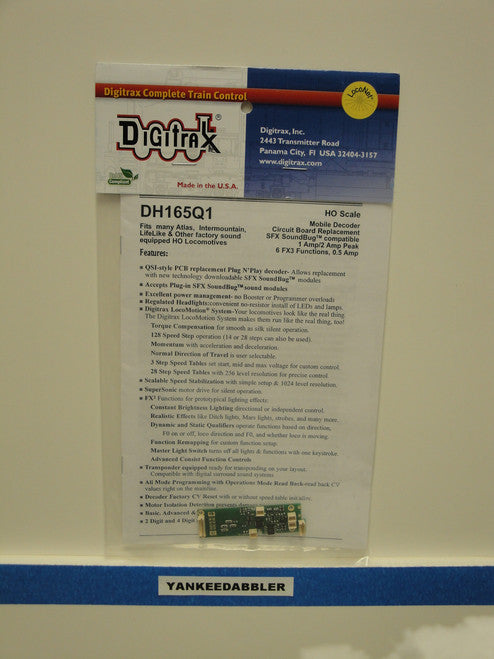 Digitrax Complete Train Control
LocoNet
DIGITRAX ®
Digitrax, Inc.
2443 Transmitter Road
Panama City, Fl USA 32404-3157
www.digitrax.com
Made in the U.S.A.
DH165Q1
HO Scale
Fits many Atlas, Intermountain,
LifeLike & Other factory sound
equipped HO Locomotives
Mobile Decoder
Circuit Board Replacement
SFX SoundBug™ compatible
1 Amp/2 Amp Peak
6 FX3 Functions, 0.5 Amp
Features:
QSI-style PCB replacement Plug N'Play decoder- Allows replacement
with new technology downloadable SFX SoundBug™ modules
Accepts Plug-in SFX SoundBug™ sound modules
Excellent power management- no Booster or Programmer overloads
Regulated Headlights: convenient no-resistor install of LEDs and lamps.
Digitrax LocoMotion® System-Your locomotives look like the real thing.
The Digitrax LocoMotion System makes them run like the real thing, too!
Torque Compensation for smooth as silk silent operation.
128 Speed Step operation (14 or 28 steps can also be used).
Momentum with acceleration and deceleration.
Normal Direction of Travel is user selectable.
3 Step Speed Tables set start, mid and max voltage for custom control.
28 Step Speed Tables with 256 level resolution for precise control.
Scalable Speed Stabilization with simple setup & 1024 level resolution.
SuperSonic motor drive for silent operation.
FX³ Functions for prototypical lighting effects:
Constant Brightness Lighting directional or independent control.
Realistic Effects like Ditch lights, Mars lights, strobes, and many more.
Dynamic and Static Qualifiers operate functions based on direction,
F0 on or off, loco direction and F0, and whether loco is moving.
Function Remapping for custom function setup.
Master Light Switch turns off all lights & functions with one keystroke.
Advanced Consist Function Controls
Transponder equipped ready for transponding on your layout.
Compatible with digital surround sound systems
All Mode Programming with Operations Mode Read Back-read back CV
values right on the mainline.
Decoder Factory CV Reset with or without speed table initialize.
Motor Isolation Detection prevents
Basic, Advanced &
2 Digit and 4 Digit
YANKEEDABBLER